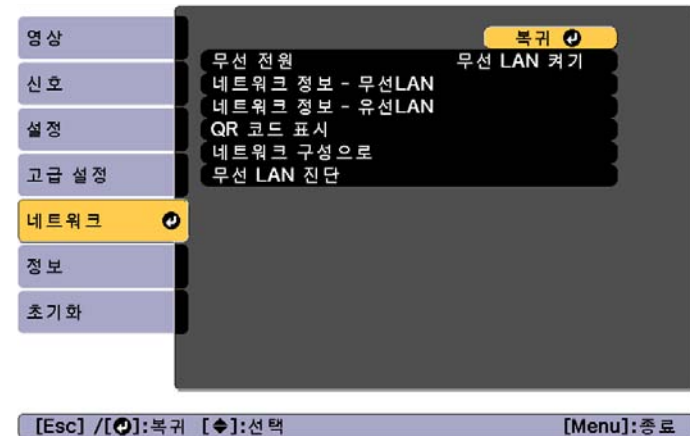 영상
신호
설정
고급 설정
네트워크
정보
초기화
복귀
무선 전원 무선 LAN 켜기
네트워크 정보 - 무선LAN
네트워크 정보 - 유선LAN
QR 코드 표시
네트워크 구성으로
무선 LAN 진단
[Esc] /[⏎]:복귀 [◆]:선택 [Menu]:종료